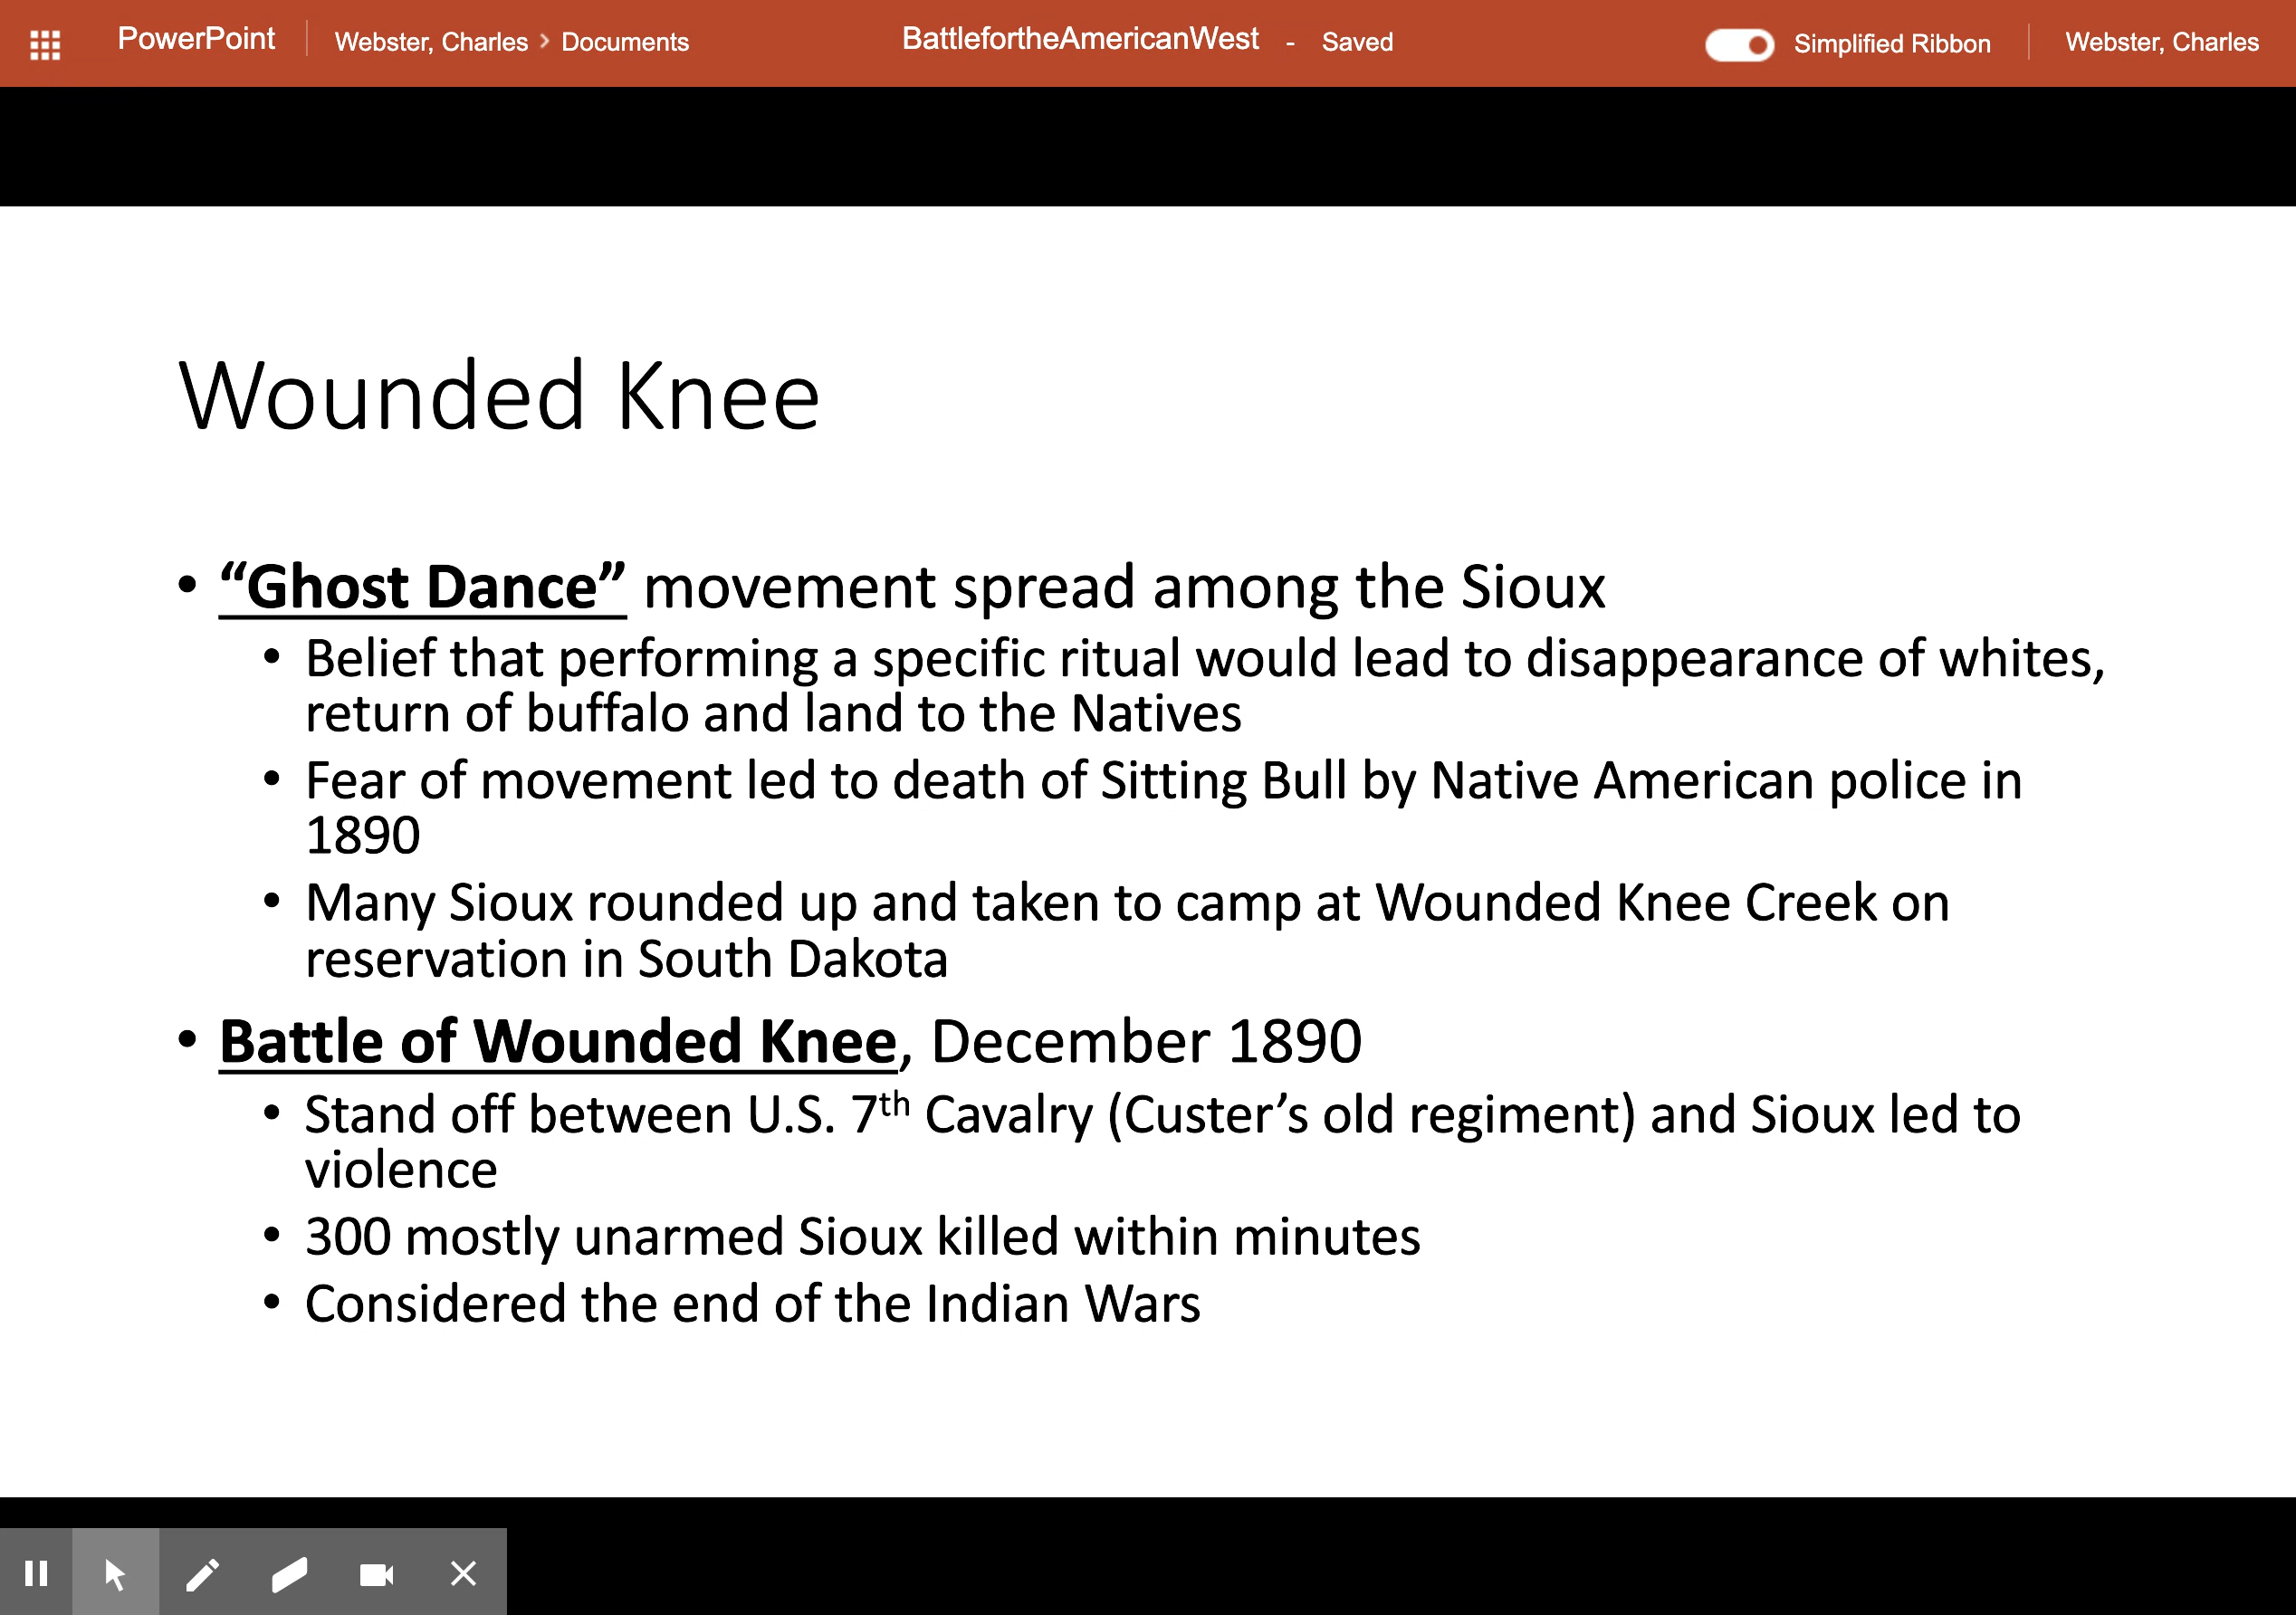 PowerPoint Webster, Charles > Documents BattlefortheAmericanWest - Saved Simplified Ribbon Webster, Charles
Wounded Knee
• “Ghost Dance” movement spread among the Sioux
• Belief that performing a specific ritual would lead to disappearance of whites,
return of buffalo and land to the Natives
• Fear of movement led to death of Sitting Bull by Native American police in
1890
• Many Sioux rounded up and taken to camp at Wounded Knee Creek on
reservation in South Dakota
• Battle of Wounded Knee, December 1890
• Stand off between U.S. 7th Cavalry (Custer’s old regiment) and Sioux led to
violence
• 300 mostly unarmed Sioux killed within minutes
• Considered the end of the Indian Wars